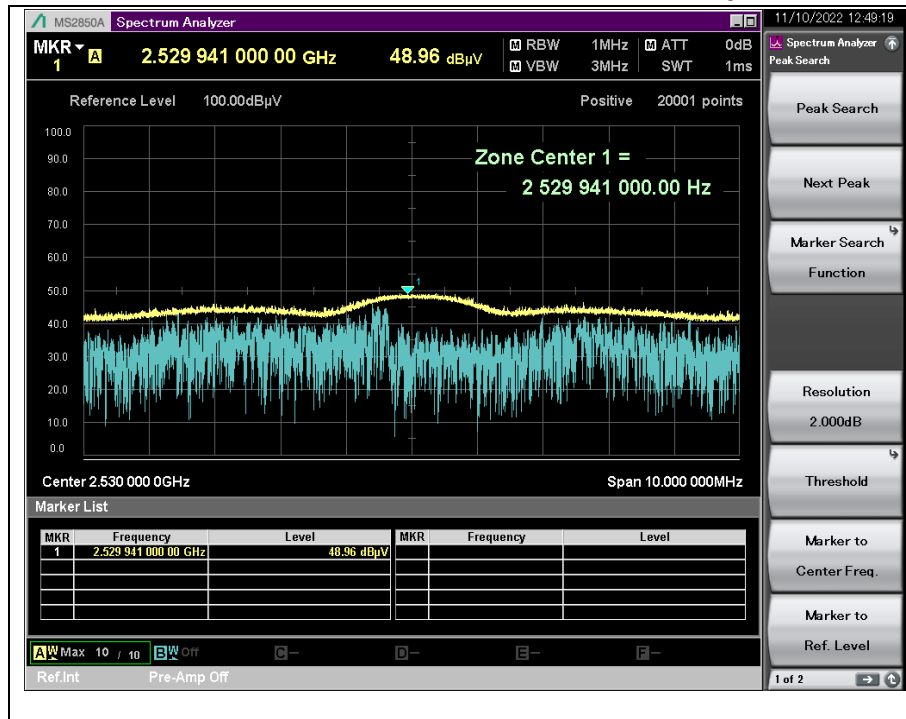 MS2850A Spectrum Analyzer
11/10/2022 12:49:19
MKR 1 A 2.529 941 000 00 GHz 48.96 dBµV
M RBW 1MHz M ATT 0dB
M VBW 3MHz SWT 1ms
Reference Level 100.00dBµV Positive 20001 points
100.0
90.0
80.0
70.0
60.0
50.0
40.0
30.0
20.0
10.0
0.0
Zone Center 1 =
2 529 941 000.00 Hz
1
Center 2.530 000 0GHz Span 10.000 000MHz
Marker List
MKR Frequency Level MKR Frequency Level
1 2.529 941 000 00 GHz 48.96 dBµV
A W Max 10 / 10 B W Off C – D – E – F –
Ref.Int Pre-Amp Off
Spectrum Analyzer
Peak Search
Peak Search
Next Peak
Marker Search
Function
Resolution
2.000dB
Threshold
Marker to
Center Freq.
Marker to
Ref. Level
1 of 2